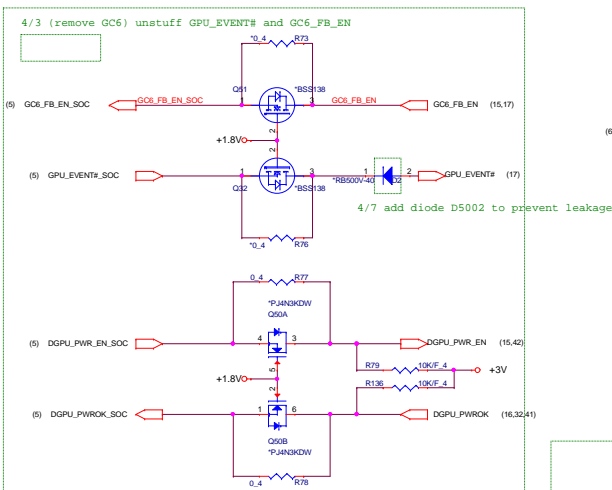 4/3 (remove GC6) unstuff GPU_EVENT# and GC6_FB_EN
*0_4 R73
Q51 *BSS138
(5) GC6_FB_EN_SOC GC6_FB_EN_SOC 1 3 GC6_FB_EN GC6_FB_EN (15,17)
2
+1.8V
2
(5) GPU_EVENT#_SOC 1 3 1 2 GPU_EVENT# (17)
Q32 *BSS138 *RB500V-40
4/7 add diode D5002 to prevent leakage
*0_4 R76
0_4 R77
*PJ4N3KDW
Q50A
(5) DGPU_PWR_EN_SOC 4 3 DGPU_PWR_EN (15,42)
5
R79 10K/F_4 +3V
+1.8V
R136 10K/F_4
2
(5) DGPU_PWROK_SOC 1 6 DGPU_PWROK (16,32,41)
Q50B
*PJ4N3KDW
0_4 R78
(6